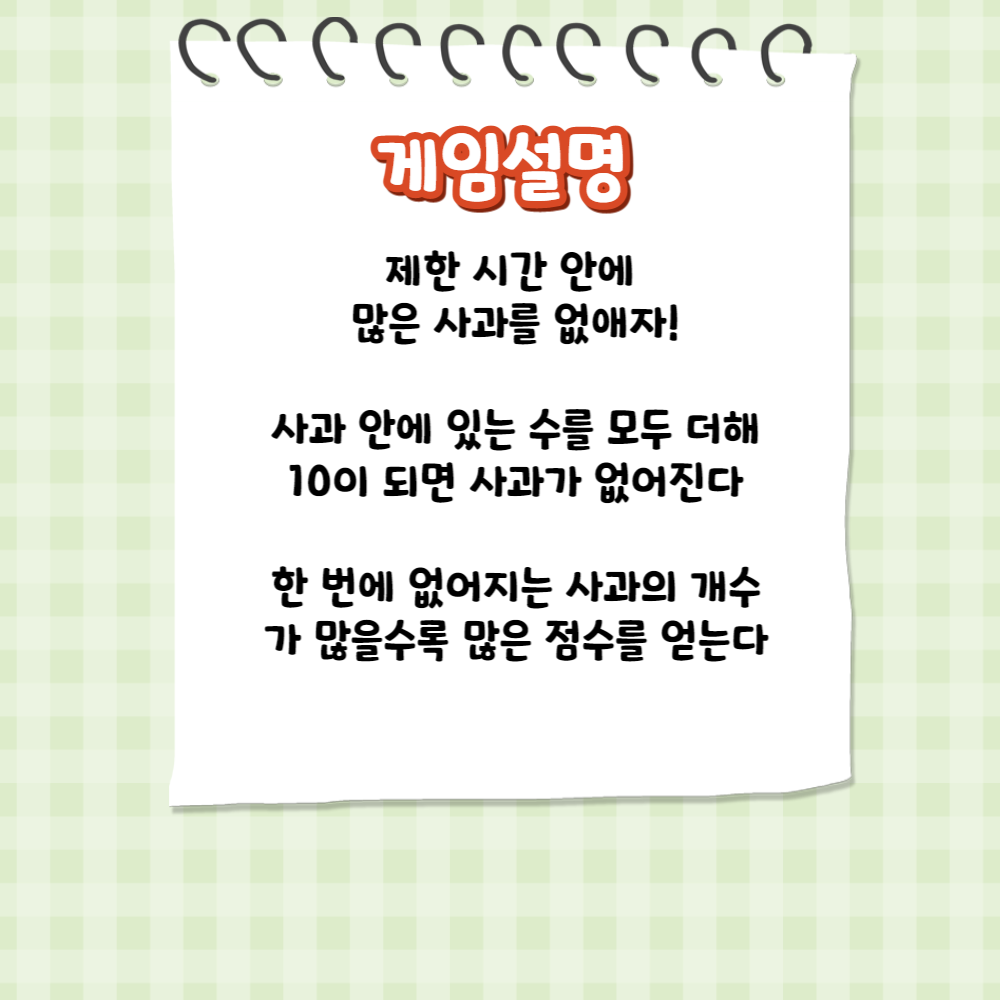 게임설명
제한 시간 안에
많은 사과를 없애자!
사과 안에 있는 수를 모두 더해
10이 되면 사과가 없어진다
한 번에 없어지는 사과의 개수
가 많을수록 많은 점수를 얻는다